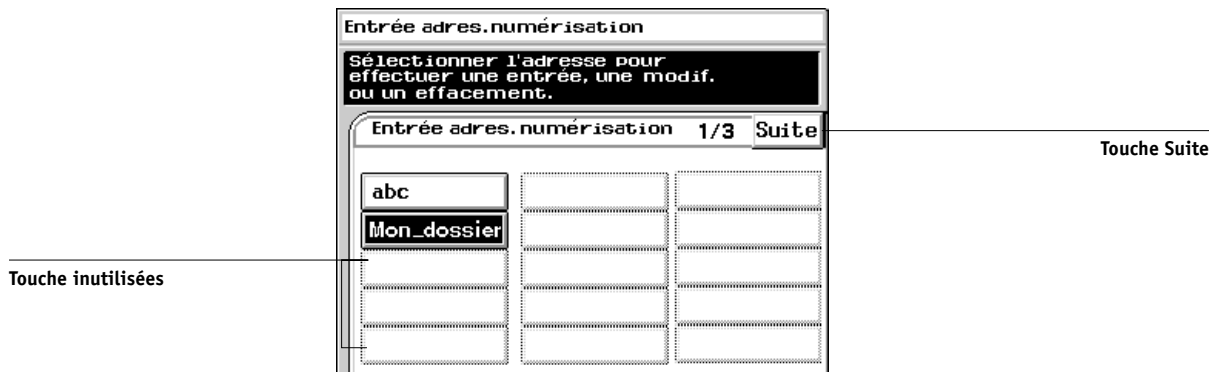 Entrée adres.numérisation
Sélectionner l'adresse pour
effectuer une entrée, une modif.
ou un effacement.
Entrée adres.numérisation 1/3 Suite
Touche Suite
abc
Mon_dossier
Touche inutilisées